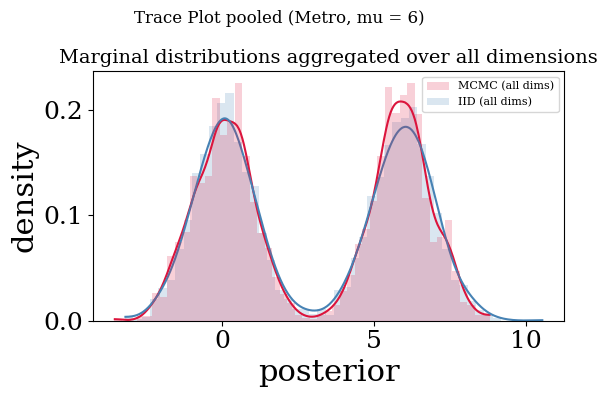 Trace Plot pooled (Metro, mu = 6)
Marginal distributions aggregated over all dimensions
MCMC (all dims)
IID (all dims)
density
0.2
0.1
0.0
0
5
10
posterior